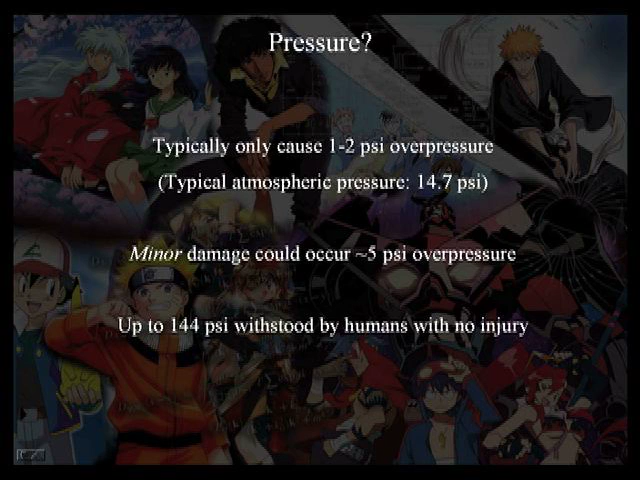 Pressure?
Typically only cause 1-2 psi overpressure
(Typical atmospheric pressure: 14.7 psi)
Minor damage could occur ~5 psi overpressure
Up to 144 psi withstood by humans with no injury